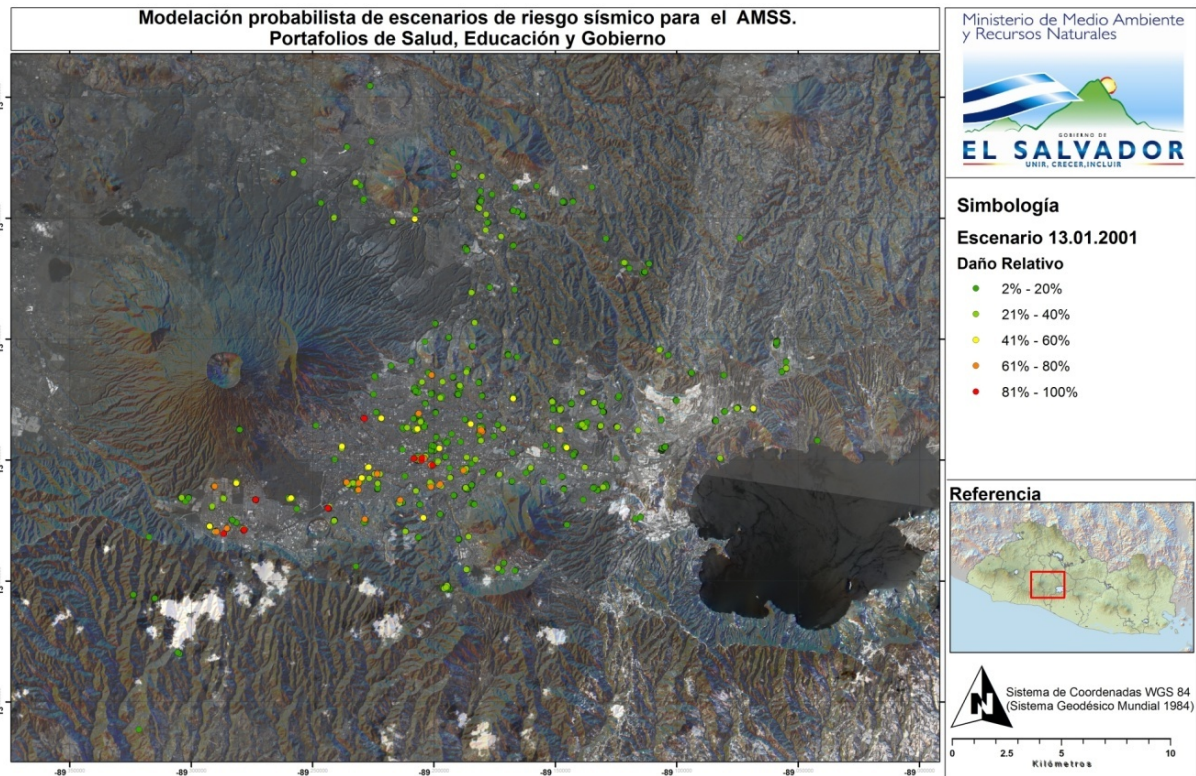 Modelación probabilista de escenarios de riesgo sísmico para el AMSS.
Portafolios de Salud, Educación y Gobierno
Ministerio de Medio Ambiente
y Recursos Naturales
GOBIERNO DE
EL SALVADOR
UNIR, CRECER, INCLUIR
Simbología
Escenario 13.01.2001
Daño Relativo
2% - 20%
21% - 40%
41% - 60%
61% - 80%
81% - 100%
Referencia
N
Sistema de Coordenadas WGS 84
(Sistema Geodésico Mundial 1984)
0 2.5 5 10
Kilómetros
-89 -89 -89 -89 -89 -89 -89 -89